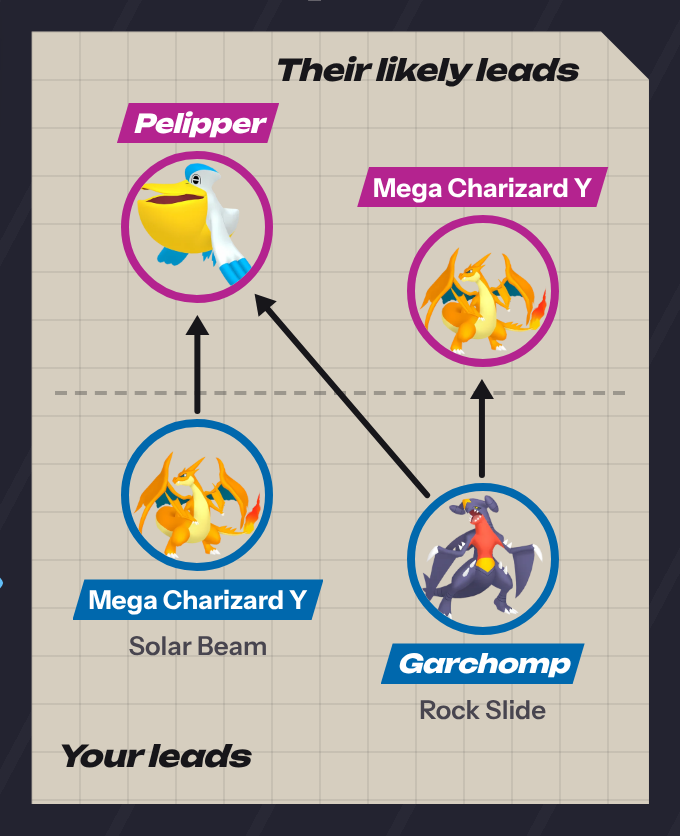 Their likely leads
Pelipper
Mega Charizard Y
Mega Charizard Y
Solar Beam
Garchomp
Rock Slide
Your leads